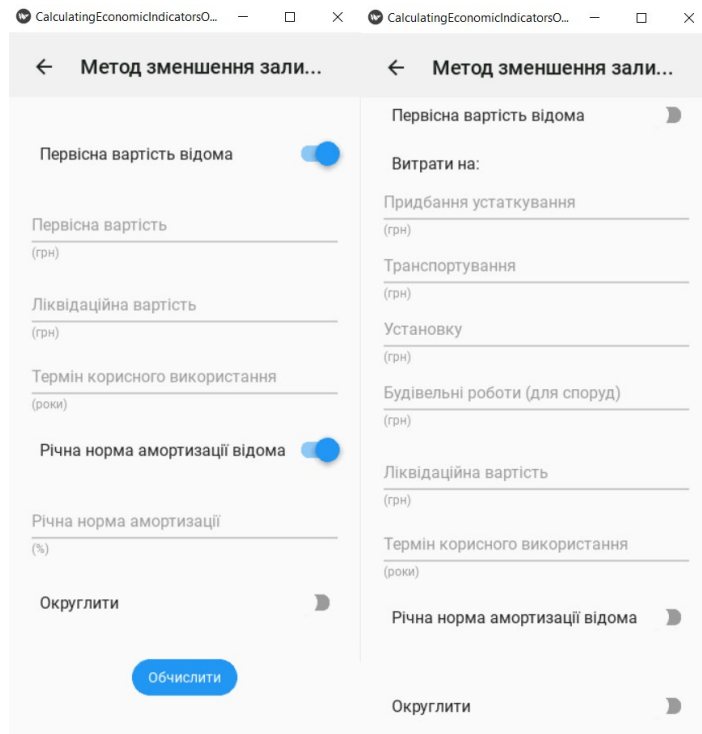 CalculatingEconomicIndicatorsO...
Метод зменшення зали...
Первісна вартість відома
Первісна вартість
(грн)
Ліквідаційна вартість
(грн)
Термін корисного використання
(роки)
Річна норма амортизації відома
Річна норма амортизації
(%)
Округлити
Обчислити
CalculatingEconomicIndicatorsO...
Метод зменшення зали...
Первісна вартість відома
Витрати на:
Придбання устаткування
(грн)
Транспортування
(грн)
Установку
(грн)
Будівельні роботи (для споруд)
(грн)
Ліквідаційна вартість
(грн)
Термін корисного використання
(роки)
Річна норма амортизації відома
Округлити